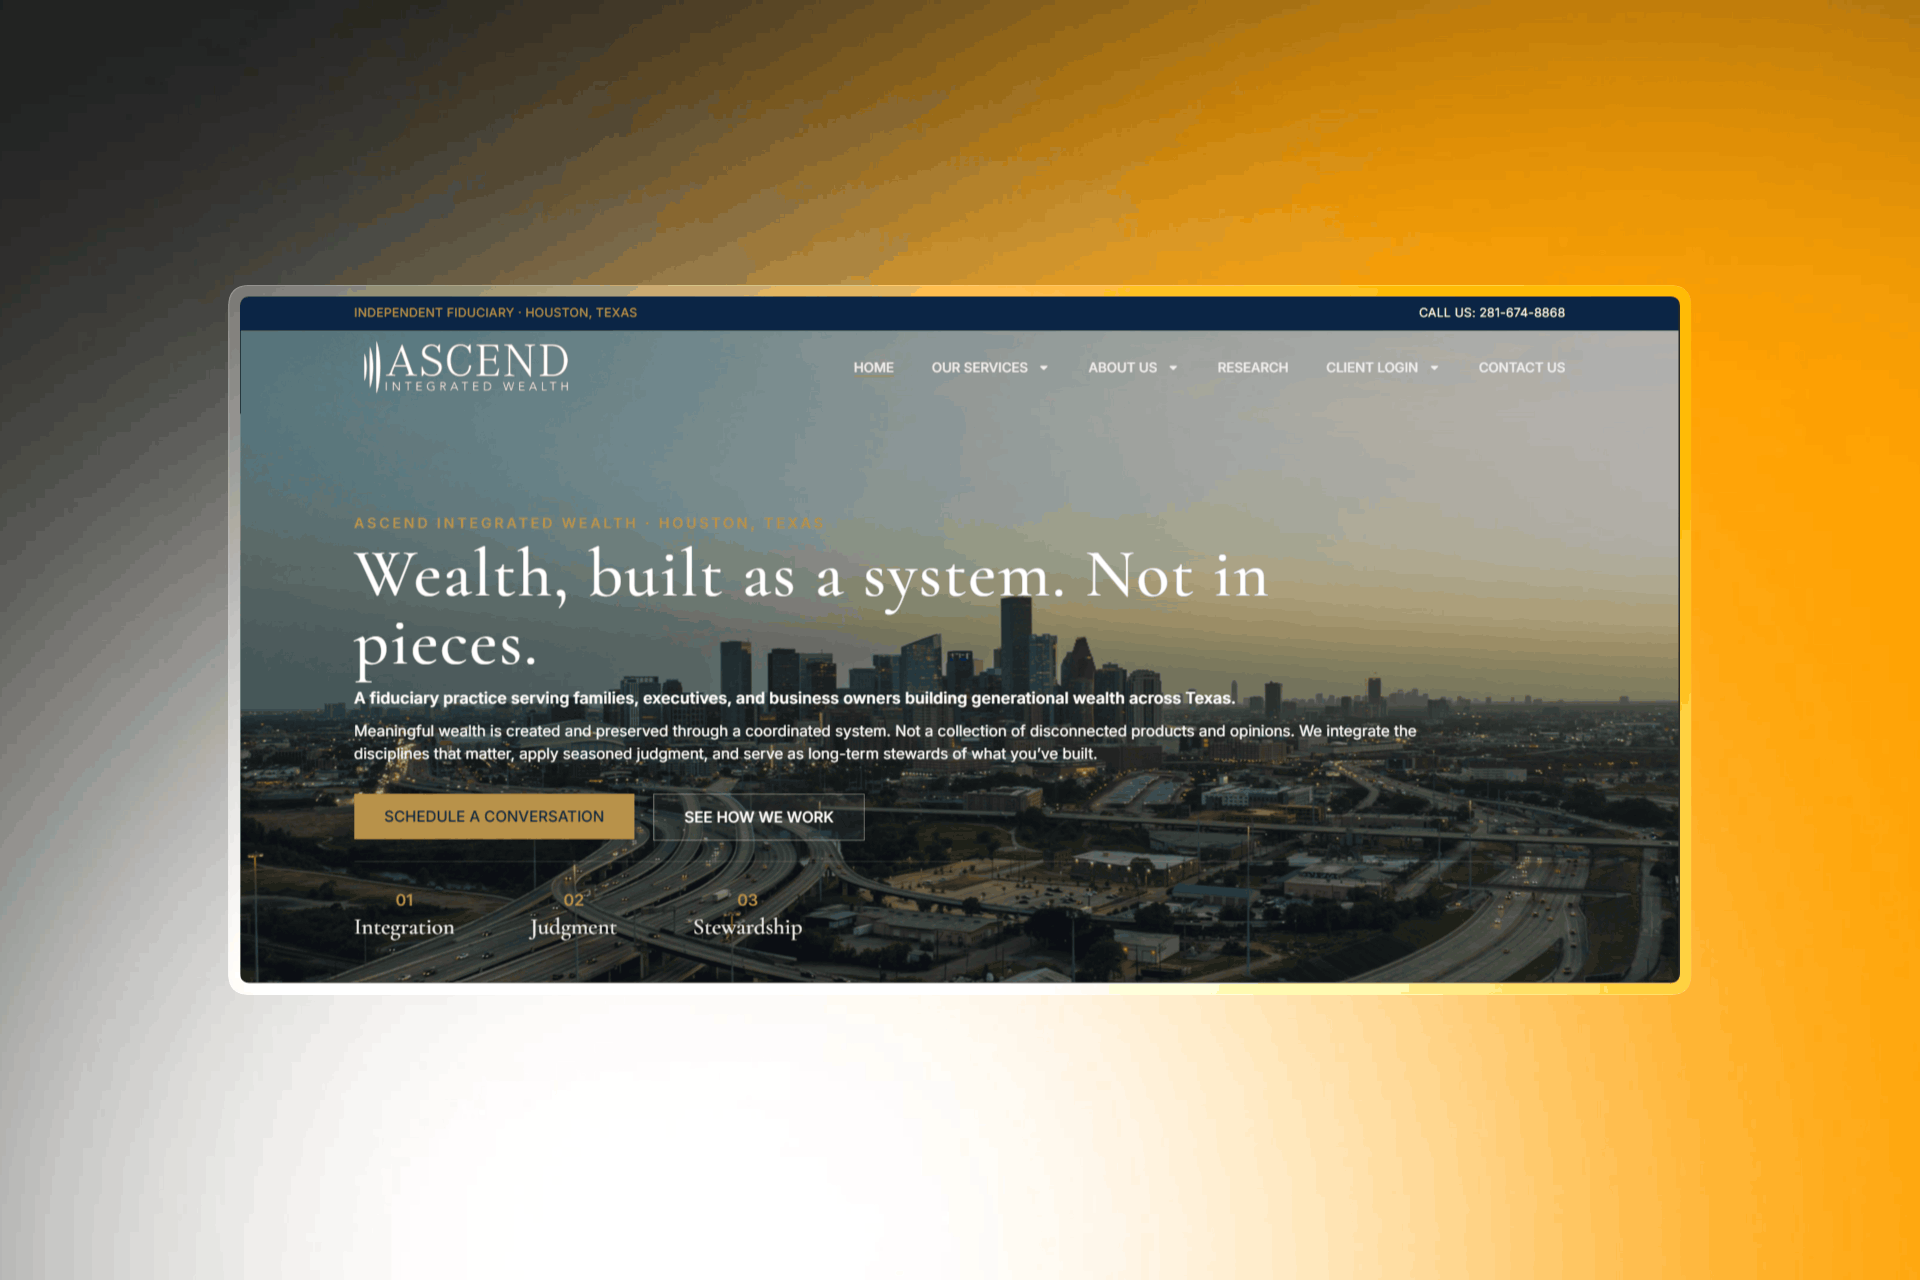 INDEPENDENT FIDUCIARY · HOUSTON, TEXAS
CALL US: 281-674-8868
ASCEND
INTEGRATED WEALTH
HOME
OUR SERVICES
ABOUT US
RESEARCH
CLIENT LOGIN
CONTACT US
ASCEND INTEGRATED WEALTH · HOUSTON, TEXAS
Wealth, built as a system. Not in
pieces.
A fiduciary practice serving families, executives, and business owners building generational wealth across Texas.
Meaningful wealth is created and preserved through a coordinated system. Not a collection of disconnected products and opinions. We integrate the
disciplines that matter, apply seasoned judgment, and serve as long-term stewards of what you’ve built.
SCHEDULE A CONVERSATION
SEE HOW WE WORK
01
02
03
Integration
Judgment
Stewardship